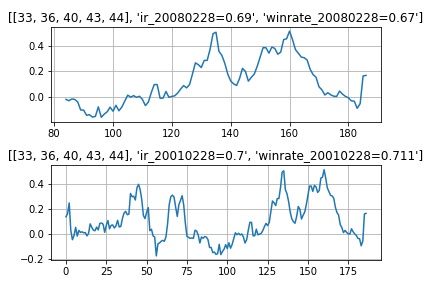 [[33, 36, 40, 43, 44], 'ir_20080228=0.69', 'winrate_20080228=0.67']
0.4
0.2
0.0
80 100 120 140 160 180
[[33, 36, 40, 43, 44], 'ir_20010228=0.7', 'winrate_20010228=0.711']
0.4
0.2
0.0
−0.2
0 25 50 75 100 125 150 175